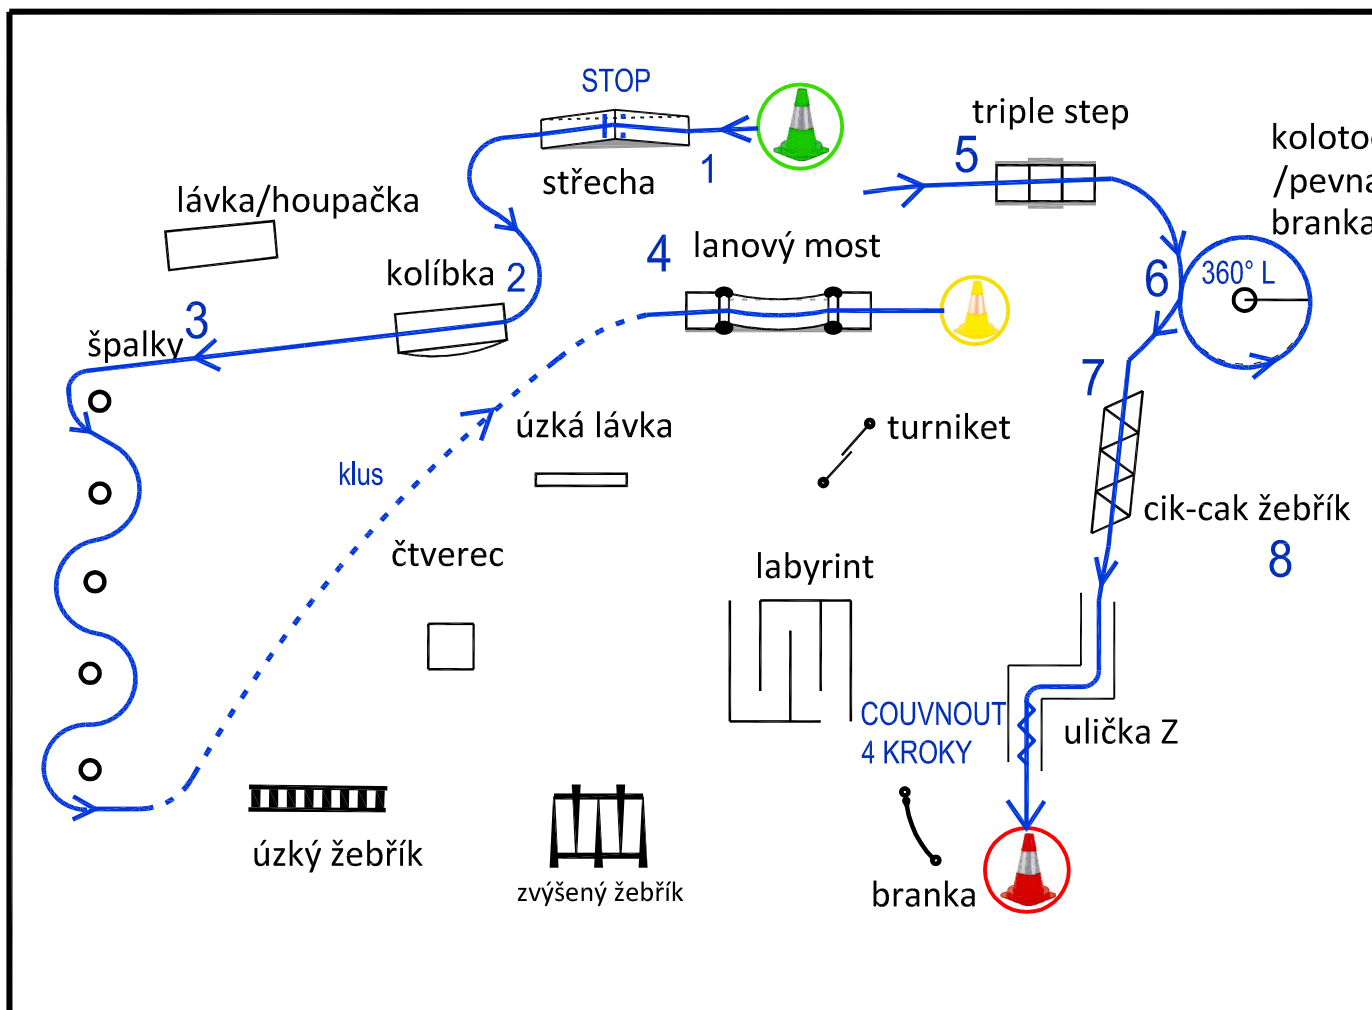 STOP
střecha
1
triple step
5
/pevná
branka
lávka/houpačka
kolíbka
2
4
lanový most
6
360° L
3
špalky
7
úzká lávka
turniket
klus
čtverec
cik-cak žebřík
8
labyrint
COUVNOUT
4 KROKY
ulička Z
úzký žebřík
zvýšený žebřík
branka